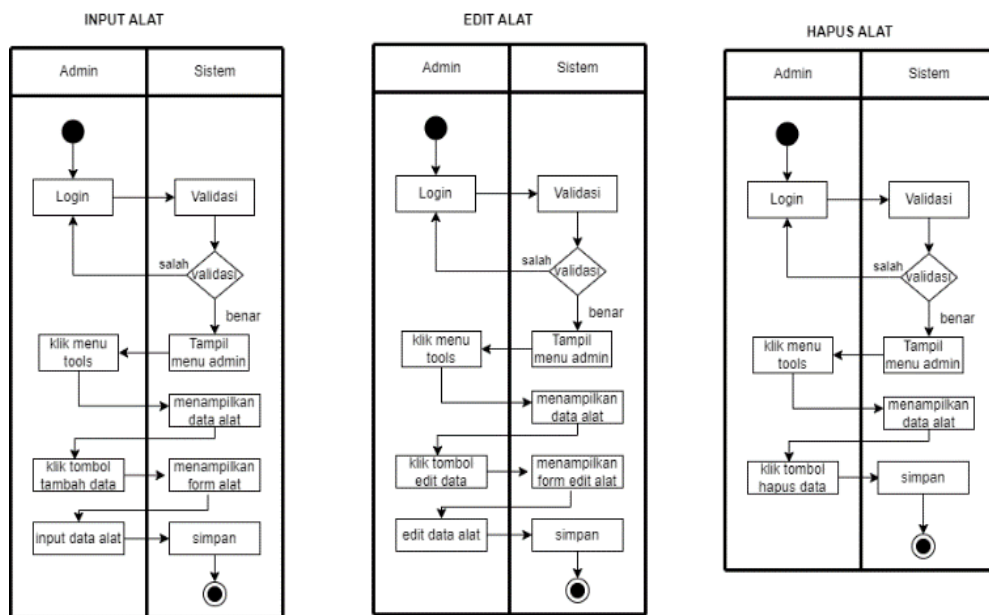 INPUT ALAT
Admin
Sistem
Login
Validasi
validasi
salah
benar
Tampil
menu admin
klik menu
tools
menampilkan
data alat
klik tombol
tambah data
menampilkan
form alat
input data alat
simpan
EDIT ALAT
Admin
Sistem
Login
Validasi
validasi
salah
benar
Tampil
menu admin
klik menu
tools
menampilkan
data alat
klik tombol
edit data
menampilkan
form edit alat
edit data alat
simpan
HAPUS ALAT
Admin
Sistem
Login
Validasi
validasi
salah
benar
Tampil
menu admin
klik menu
tools
menampilkan
data alat
klik tombol
hapus data
simpan